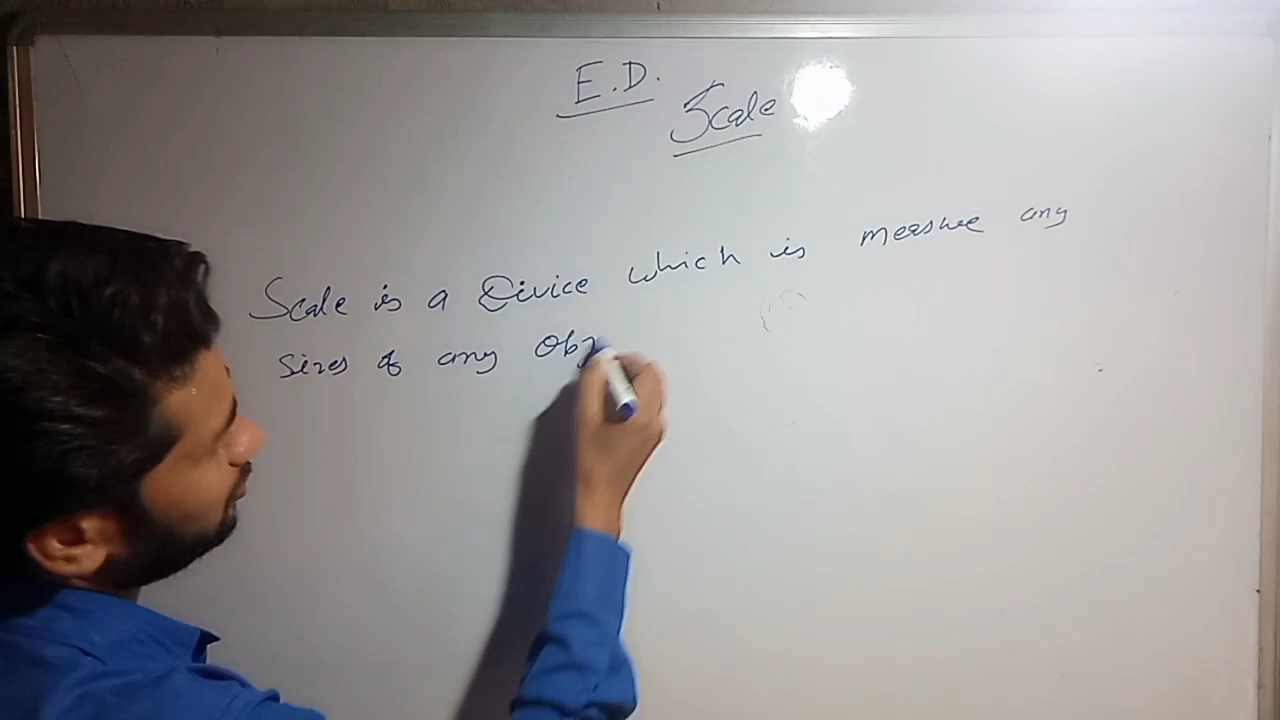 E.D.
Scale
Scale is a Divice which is measure any
sizes of any Obj